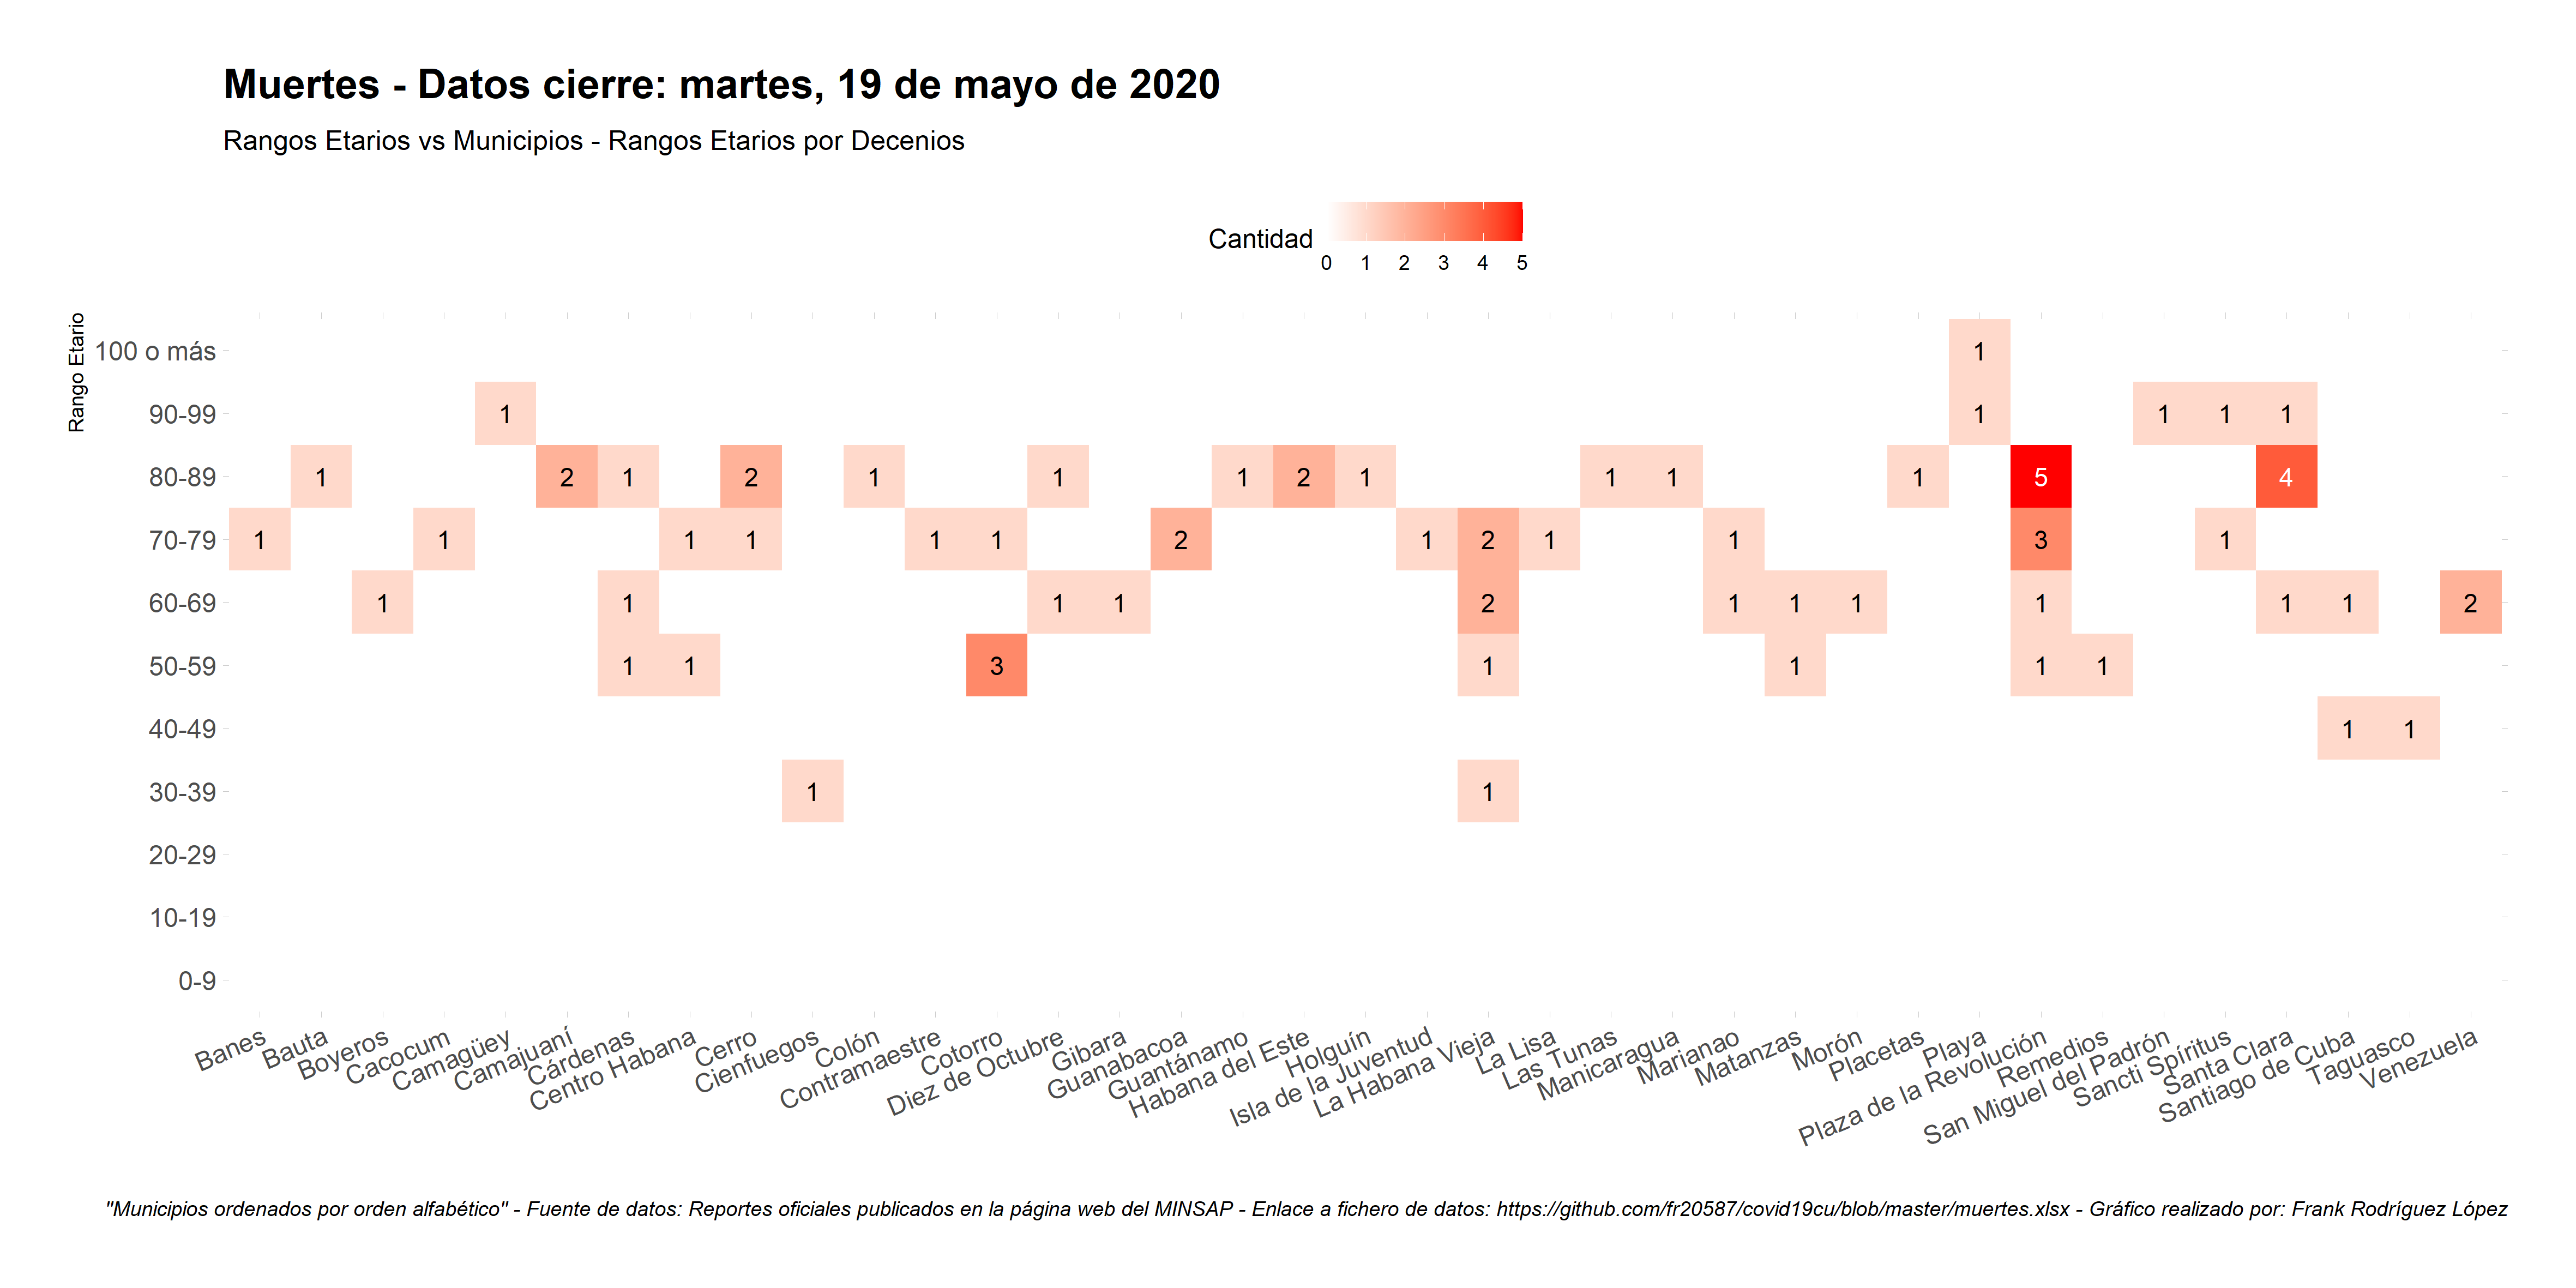 Muertes - Datos cierre: martes, 19 de mayo de 2020
Rangos Etarios vs Municipios - Rangos Etarios por Decenios
Cantidad
0 1 2 3 4 5
Rango Etario
100 o más 1
90-99 1 1 1 1 1
80-89 1 2 1 2 1 1 1 2 1 1 1 1 5 4
70-79 1 1 1 1 1 1 2 1 2 1 1 3 1
60-69 1 1 1 1 2 1 1 1 1 1 1 2
50-59 1 1 3 1 1 1 1
40-49 1 1
30-39 1 1
20-29
10-19
0-9
Banes
Bauta
Boyeros
Cacocum
Camagüey
Camajuaní
Cárdenas
Centro Habana
Cerro
Cienfuegos
Colón
Contramaestre
Cotorro
Diez de Octubre
Gibara
Guanabacoa
Guantánamo
Habana del Este
Holguín
Isla de la Juventud
La Habana Vieja
La Lisa
Las Tunas
Manicaragua
Marianao
Matanzas
Morón
Placetas
Playa
Plaza de la Revolución
Remedios
San Miguel del Padrón
Sancti Spíritus
Santa Clara
Santiago de Cuba
Taguasco
Venezuela
"Municipios ordenados por orden alfabético" - Fuente de datos: Reportes oficiales publicados en la página web del MINSAP - Enlace a fichero de datos: https://github.com/fr20587/covid19cu/blob/master/muertes.xlsx - Gráfico realizado por: Frank Rodríguez López